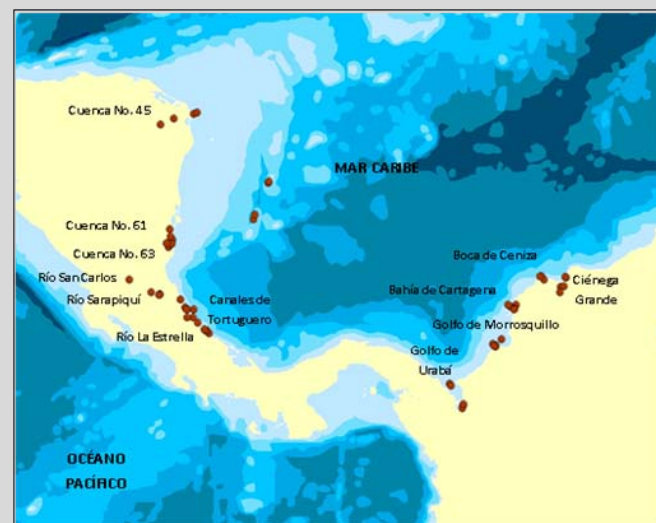 Cuenca No. 45
MAR CARIBE
Cuenca No. 61
Cuenca No. 63
Boca de Ceniza
Río San Carlos
Ciénega
Grande
Bahía de Cartagena
Río Sarapiquí
Canales de
Tortuguero
Golfo de Morrosquillo
Río La Estrella
Golfo de
Urabá
OCÉANO
PACÍFICO